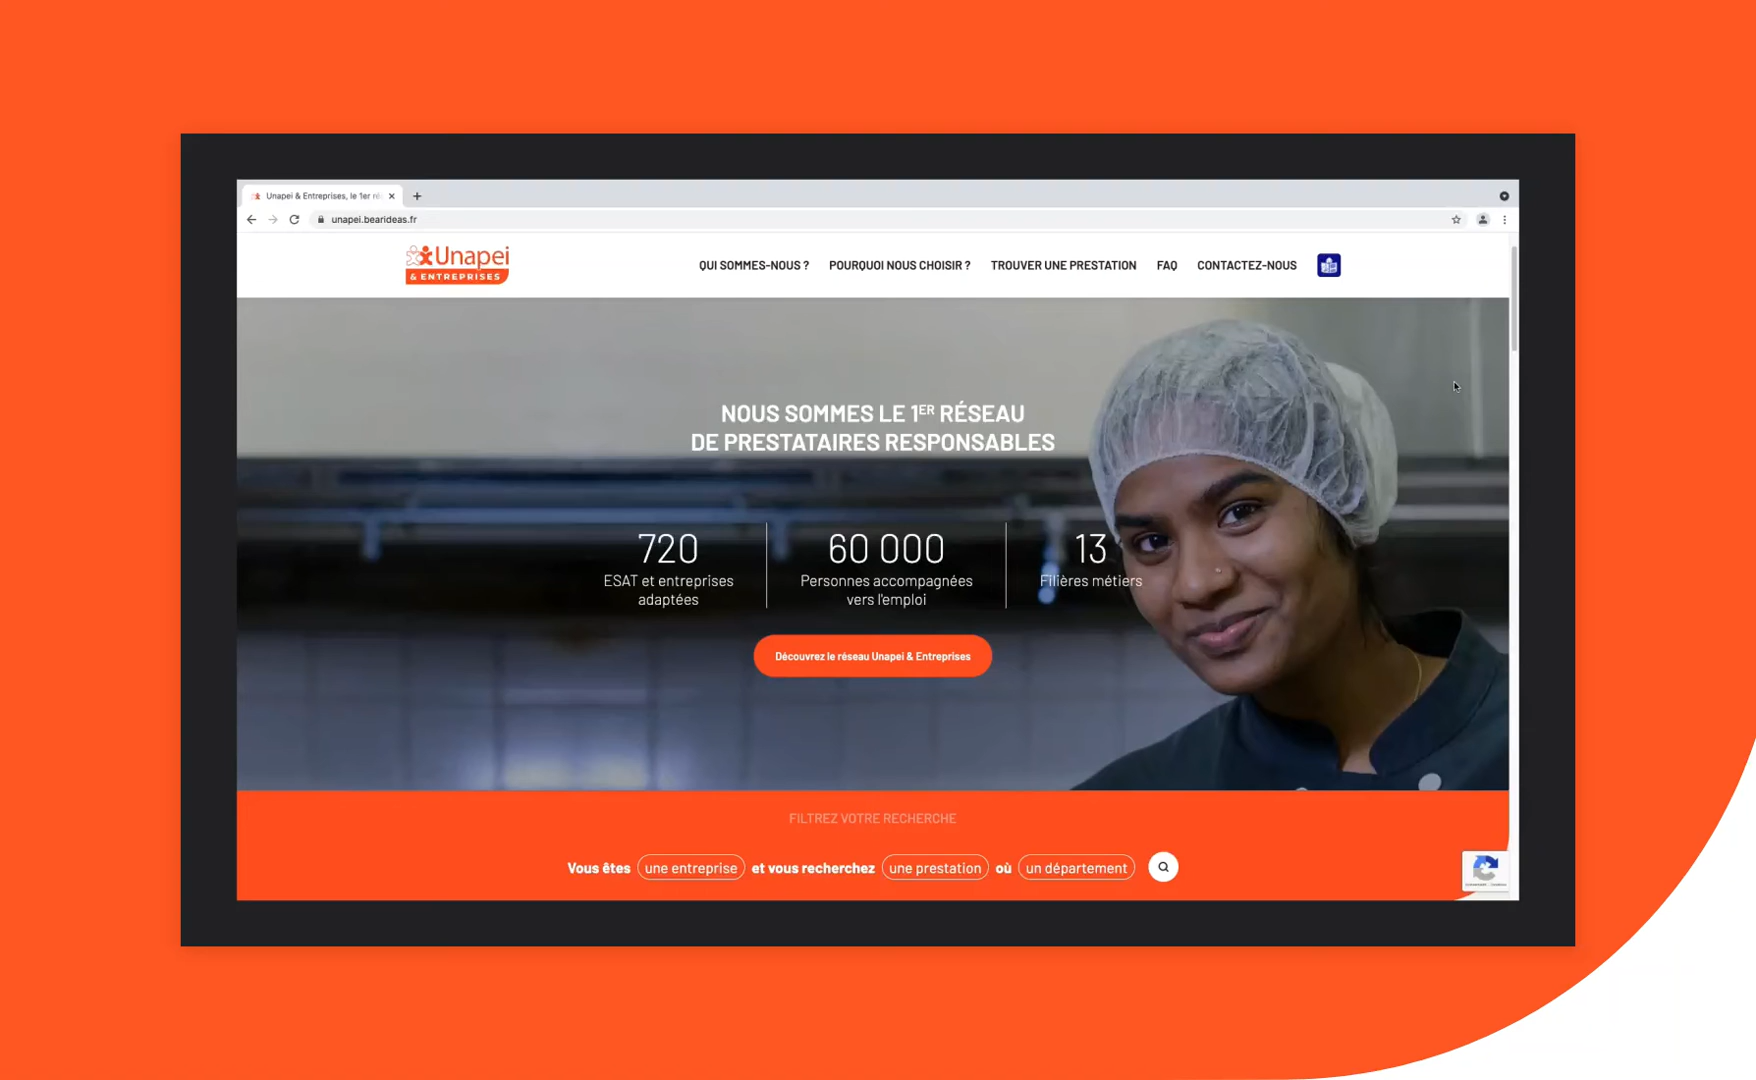 Unapei & Entreprises, le 1er ré
unapei.bearideas.fr
Unapei
& ENTREPRISES
QUI SOMMES-NOUS ? POURQUOI NOUS CHOISIR ? TROUVER UNE PRESTATION FAQ CONTACTEZ-NOUS
NOUS SOMMES LE 1ER RÉSEAU
DE PRESTATAIRES RESPONSABLES
720 60 000 13
ESAT et entreprises Personnes accompagnées Filières métiers
adaptées vers l'emploi
Découvrez le réseau Unapei & Entreprises
FILTREZ VOTRE RECHERCHE
Vous êtes une entreprise et vous recherchez une prestation où un département